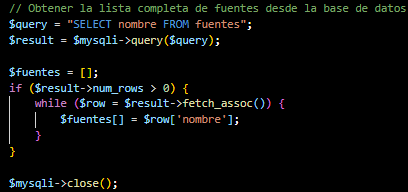 // Obtener la lista completa de fuentes desde la base de datos
$query = "SELECT nombre FROM fuentes";
$result = $mysqli->query($query);

$fuentes = [];
if ($result->num_rows > 0) {
    while ($row = $result->fetch_assoc()) {
        $fuentes[] = $row['nombre'];
    }
}

$mysqli->close();